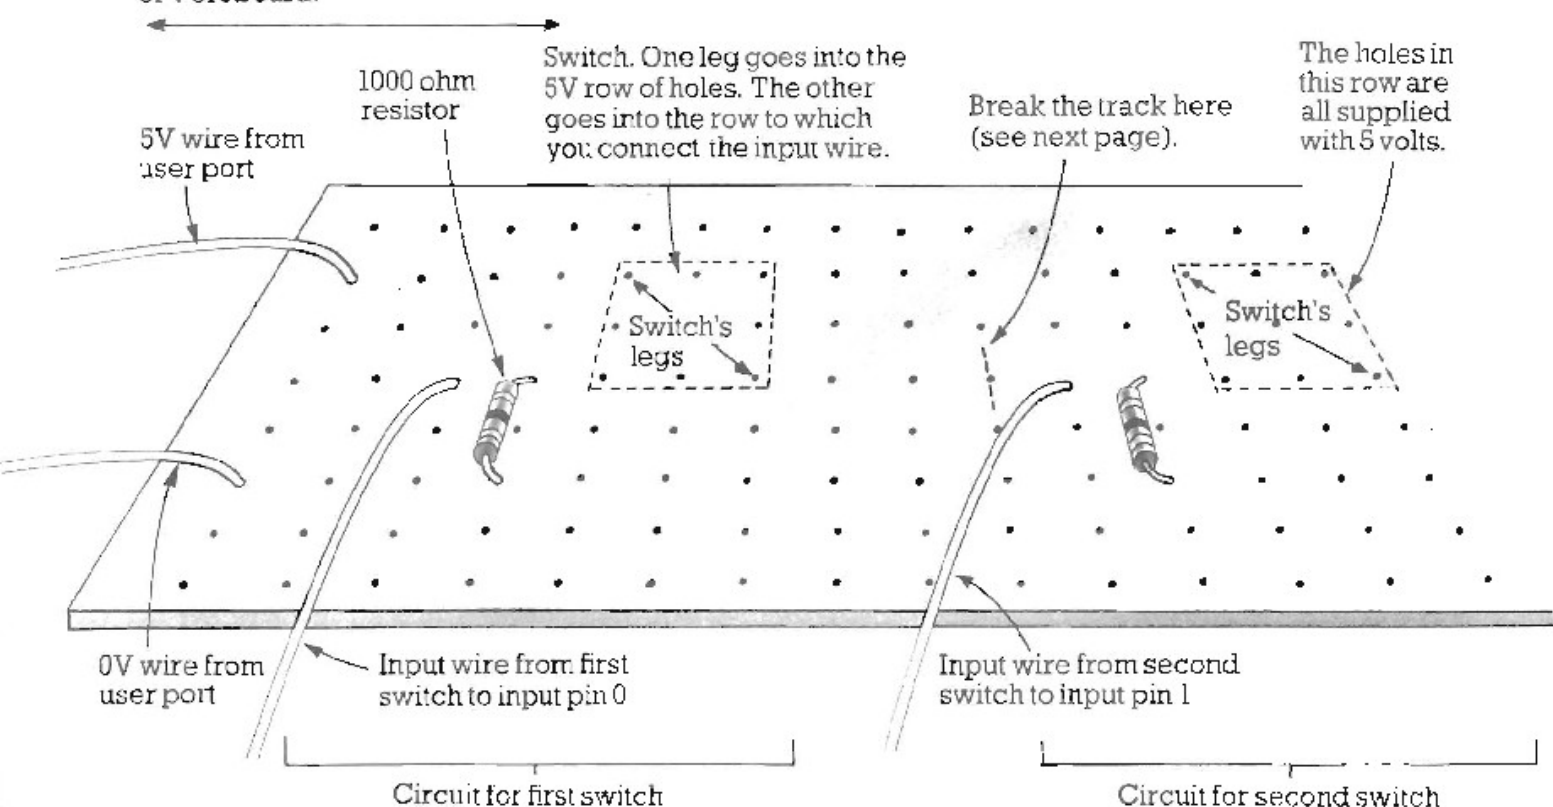 1000 ohm
resistor
Switch. One leg goes into the
5V row of holes. The other
goes into the row to which
you connect the input wire.
Break the track here
(see next page).
The holes in
this row are
all supplied
with 5 volts.
5V wire from
user port
Switch's
legs
Switch's
legs
0V wire from
user port
Input wire from first
switch to input pin 0
Input wire from second
switch to input pin 1
Circuit for first switch
Circuit for second switch